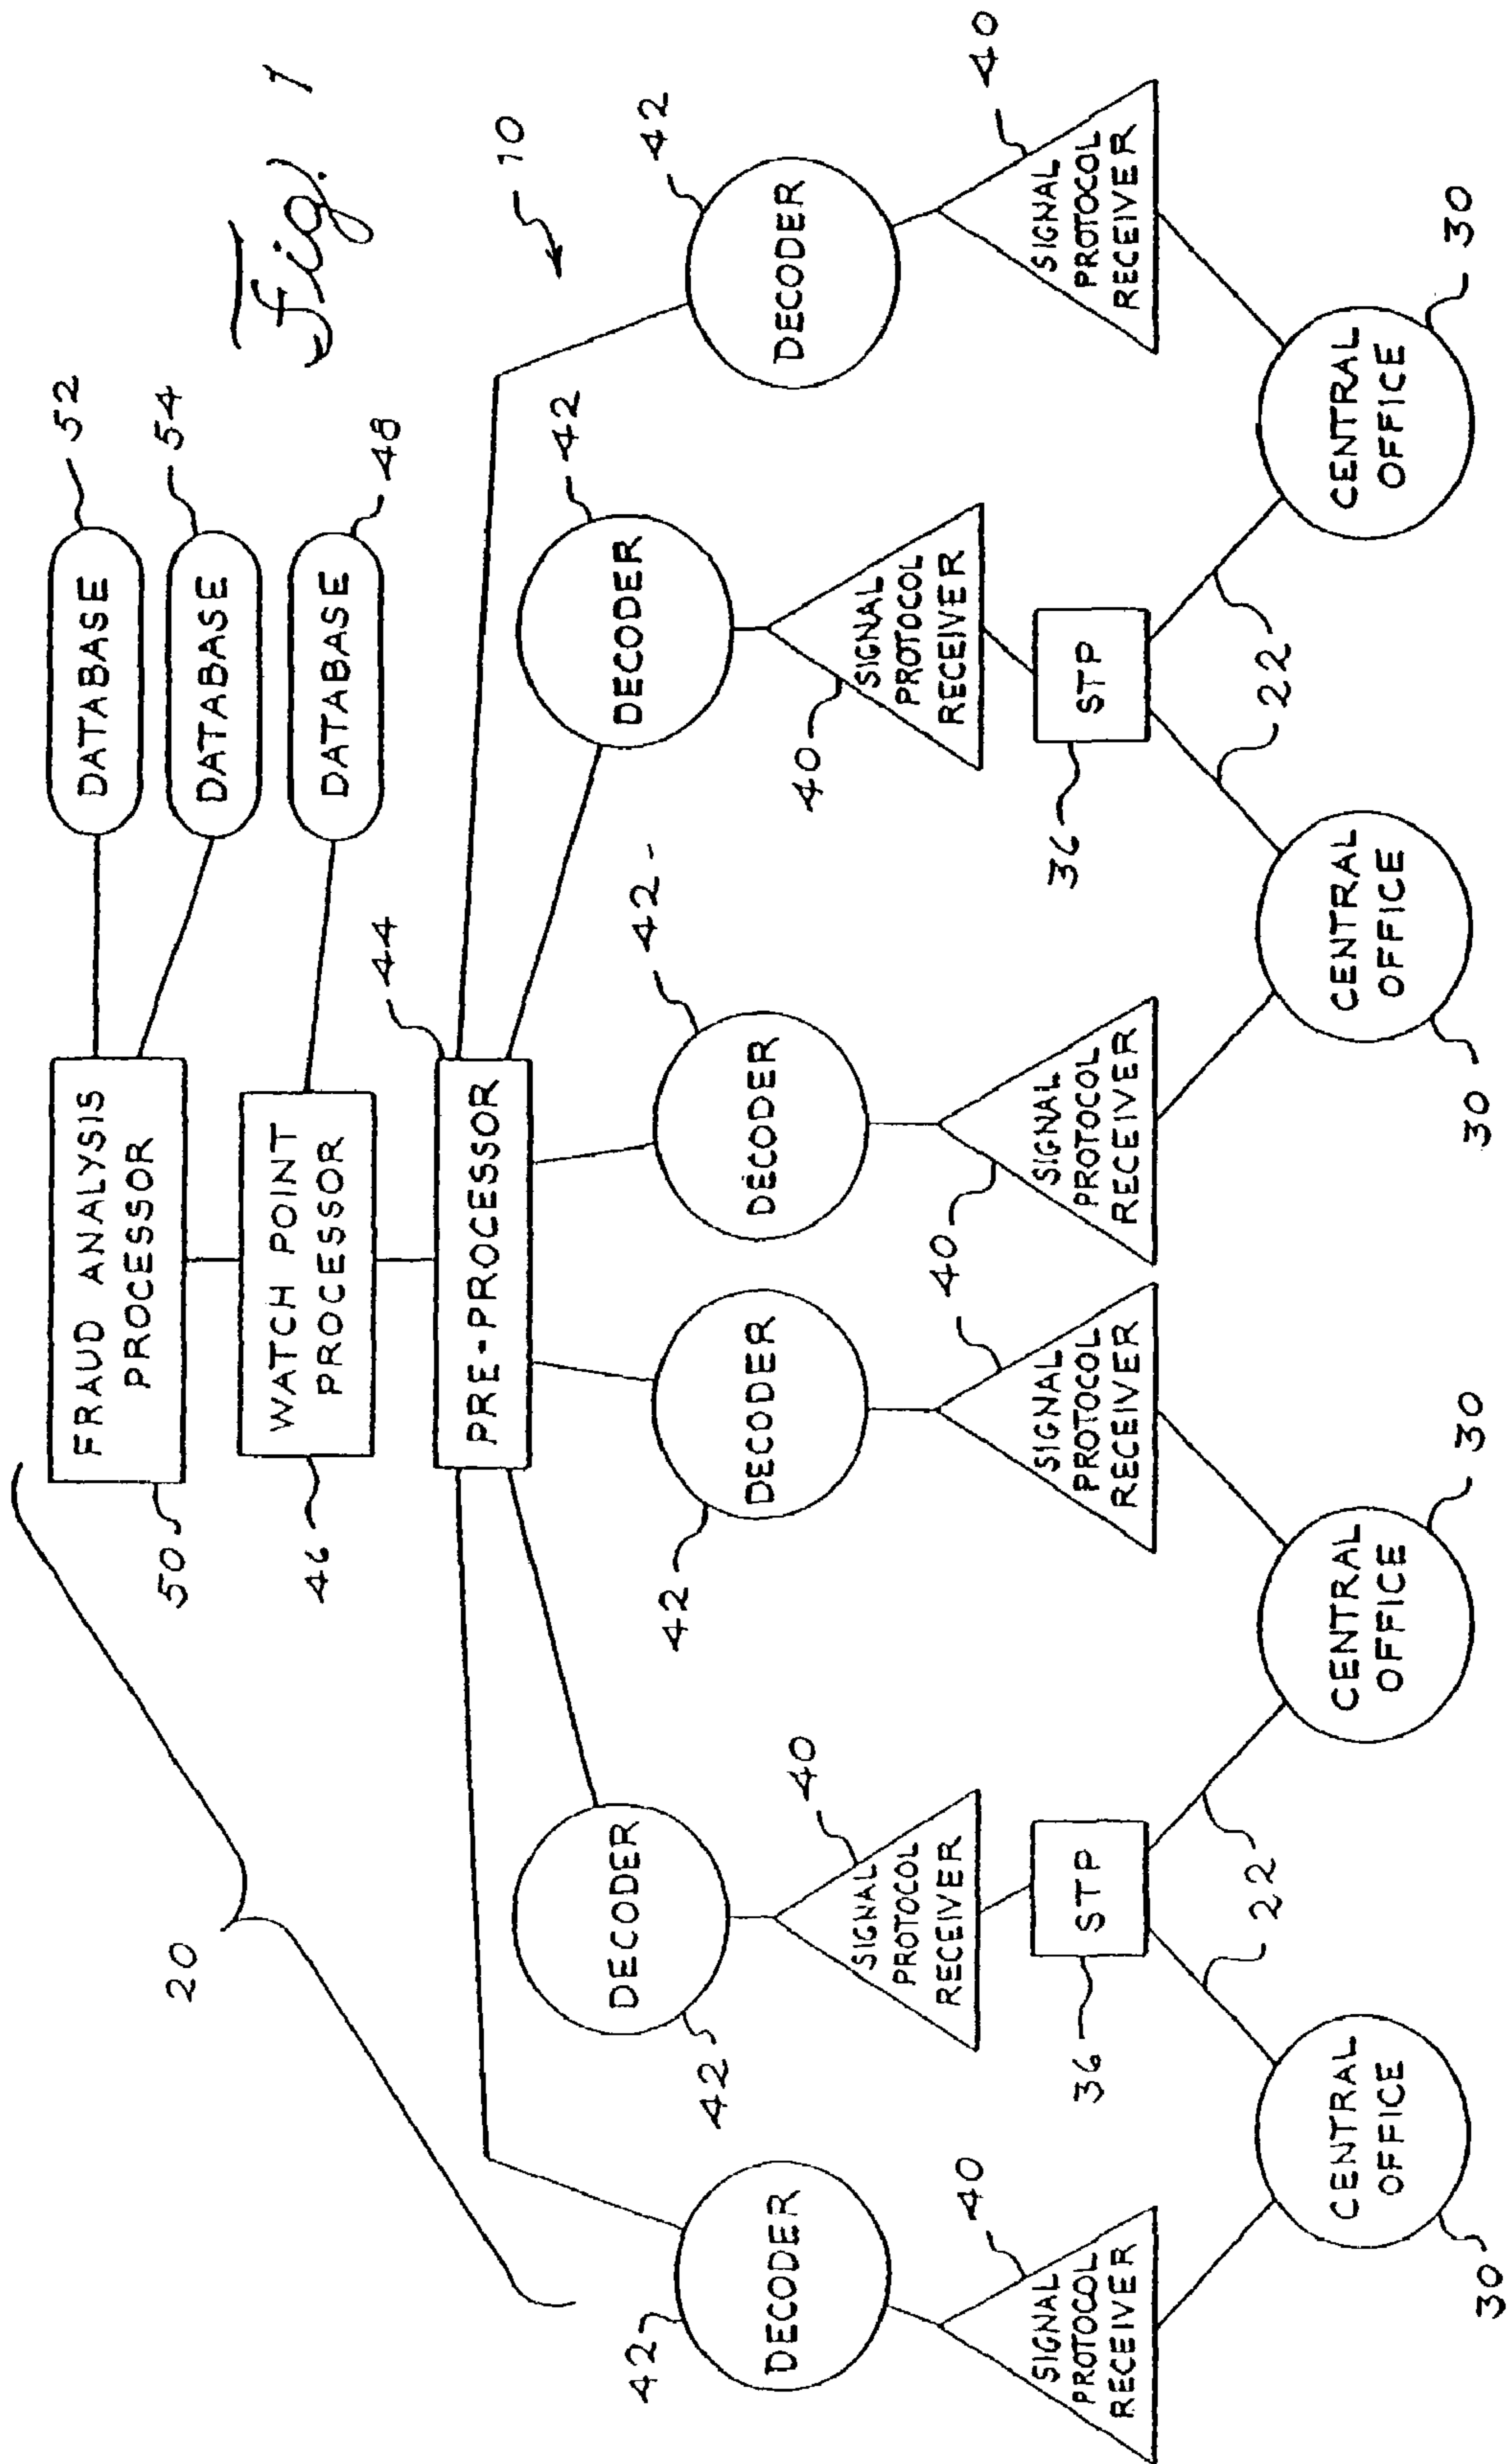 Fig. 1
FRAUD ANALYSIS
PROCESSOR
50
DATABASE
52
DATABASE
54
WATCH POINT
PROCESSOR
46
DATABASE
48
20
PRE-PROCESSOR
44
10
DECODER
42
DECODER
42
DECODER
42
DECODER
42
DECODER
42
DECODER
42
SIGNAL
PROTOCOL
RECEIVER
40
SIGNAL
PROTOCOL
RECEIVER
40
SIGNAL
PROTOCOL
RECEIVER
40
SIGNAL
PROTOCOL
RECEIVER
40
SIGNAL
PROTOCOL
RECEIVER
40
STP
36
STP
36
SIGNAL
PROTOCOL
RECEIVER
40
22
22
CENTRAL
OFFICE
30
CENTRAL
OFFICE
30
CENTRAL
OFFICE
30
CENTRAL
OFFICE
30